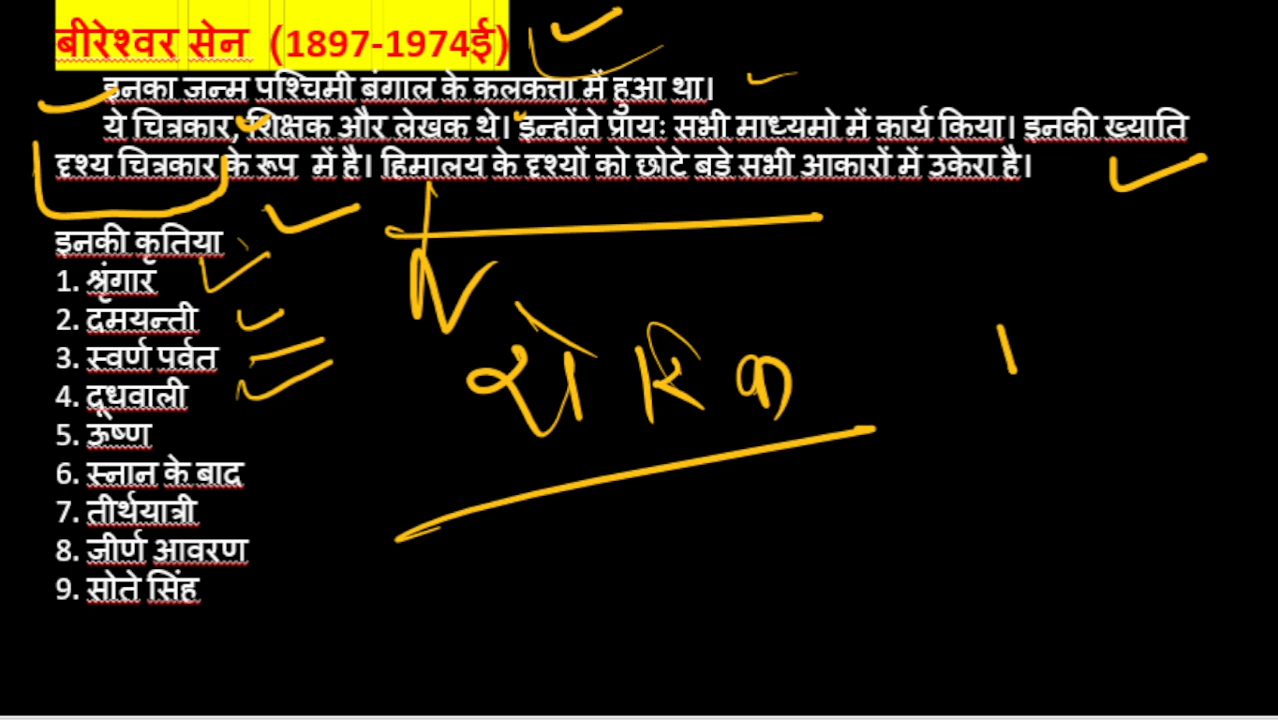 बीरेश्वर सेन (1897-1974ई)
इनका जन्म पश्चिमी बंगाल के कलकत्ता में हुआ था।
ये चित्रकार, शिक्षक और लेखक थे। इन्होंने प्रायः सभी माध्यमो में कार्य किया। इनकी ख्याति
दृश्य चित्रकार के रूप में है। हिमालय के दृश्यों को छोटे बड़े सभी आकारों में उकेरा है।
इनकी कृतिया
1. श्रृंगार
2. दमयन्ती
3. स्वर्ण पर्वत
4. दूधवाली
5. ऊष्ण
6. स्नान के बाद
7. तीर्थयात्री
8. जीर्ण आवरण
9. सोते सिंह